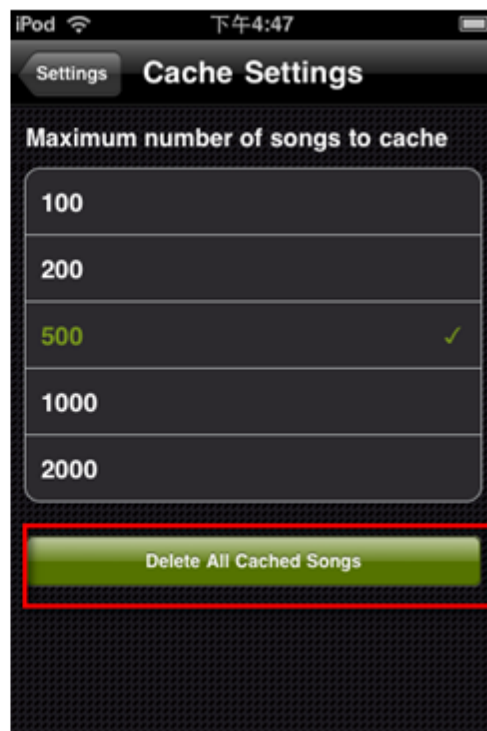 iPod 下午4:47
Settings Cache Settings
Maximum number of songs to cache
100
200
500 ✓
1000
2000
Delete All Cached Songs